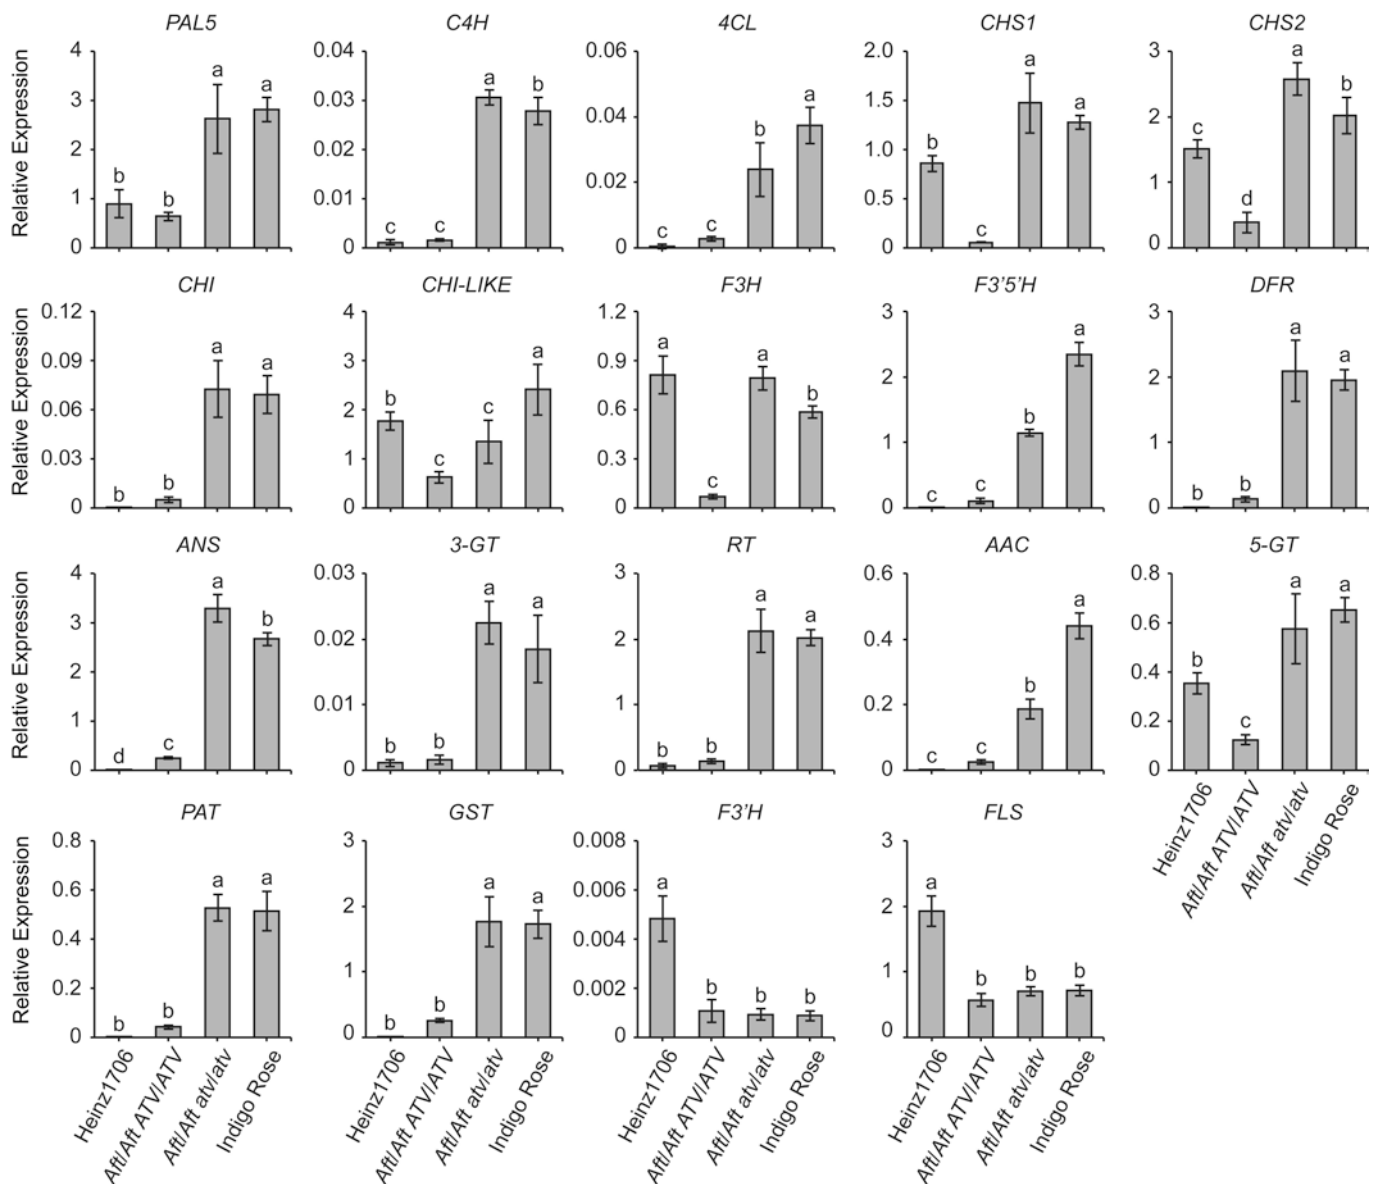 PAL5 C4H 4CL CHS1 CHS2
Relative Expression
4 3 2 1 0
b b a a
0.04 0.03 0.02 0.01 0
c c a b
0.06 0.04 0.02 0
c c b a
2.0 1.5 1.0 0.5 0
b c a a
3 2 1 0
c d a b
CHI CHI-LIKE F3H F3'5'H DFR
Relative Expression
0.12 0.09 0.06 0.03 0
b b a a
4 3 2 1 0
b c c a
1.2 0.9 0.6 0.3 0
a c a b
3 2 1 0
c c b a
3 2 1 0
b b a a
ANS 3-GT RT AAC 5-GT
Relative Expression
4 3 2 1 0
d c a b
0.03 0.02 0.01 0
b b a a
3 2 1 0
b b a a
0.6 0.4 0.2 0
c c b a
0.8 0.6 0.4 0.2 0
b c a a
Heinz1706
Aft/Aft ATV/ATV
Aft/Aft atv/atv
Indigo Rose
PAT GST F3'H FLS
Relative Expression
0.8 0.6 0.4 0.2 0
b b a a
3 2 1 0
b b a a
0.008 0.006 0.004 0.002 0
a b b b
3 2 1 0
a b b b
Heinz1706
Aft/Aft ATV/ATV
Aft/Aft atv/atv
Indigo Rose
Heinz1706
Aft/Aft ATV/ATV
Aft/Aft atv/atv
Indigo Rose
Heinz1706
Aft/Aft ATV/ATV
Aft/Aft atv/atv
Indigo Rose
Heinz1706
Aft/Aft ATV/ATV
Aft/Aft atv/atv
Indigo Rose